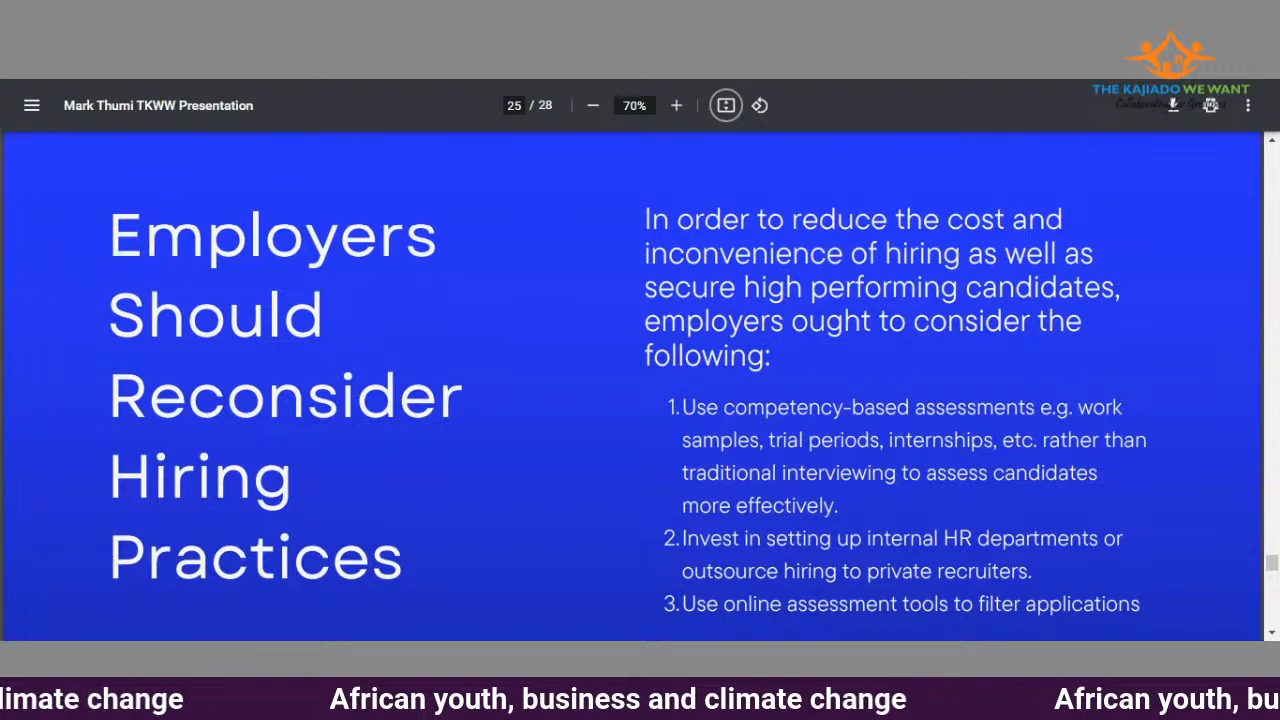 THE KAJIADO WE WANT
Mark Thumi TKWW Presentation
25 / 28
70%
Employers
Should
Reconsider
Hiring
Practices
In order to reduce the cost and
inconvenience of hiring as well as
secure high performing candidates,
employers ought to consider the
following:
1. Use competency-based assessments e.g. work
samples, trial periods, internships, etc. rather than
traditional interviewing to assess candidates
more effectively.
2. Invest in setting up internal HR departments or
outsource hiring to private recruiters.
3. Use online assessment tools to filter applications
limate change
African youth, business and climate change
African youth, bu